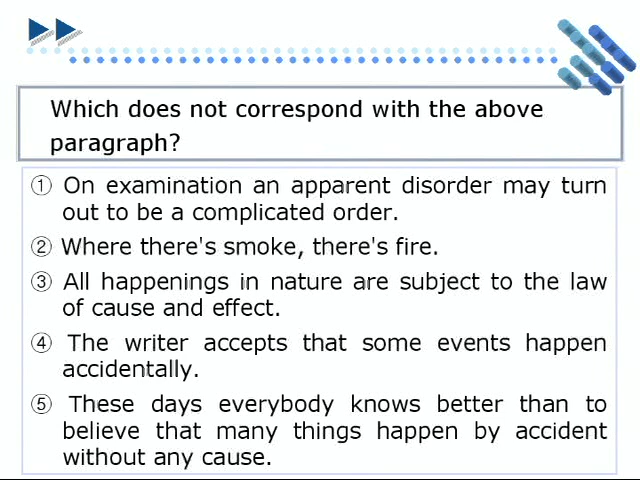 Which does not correspond with the above
paragraph?
① On examination an apparent disorder may turn
out to be a complicated order.
② Where there's smoke, there's fire.
③ All happenings in nature are subject to the law
of cause and effect.
④ The writer accepts that some events happen
accidentally.
⑤ These days everybody knows better than to
believe that many things happen by accident
without any cause.